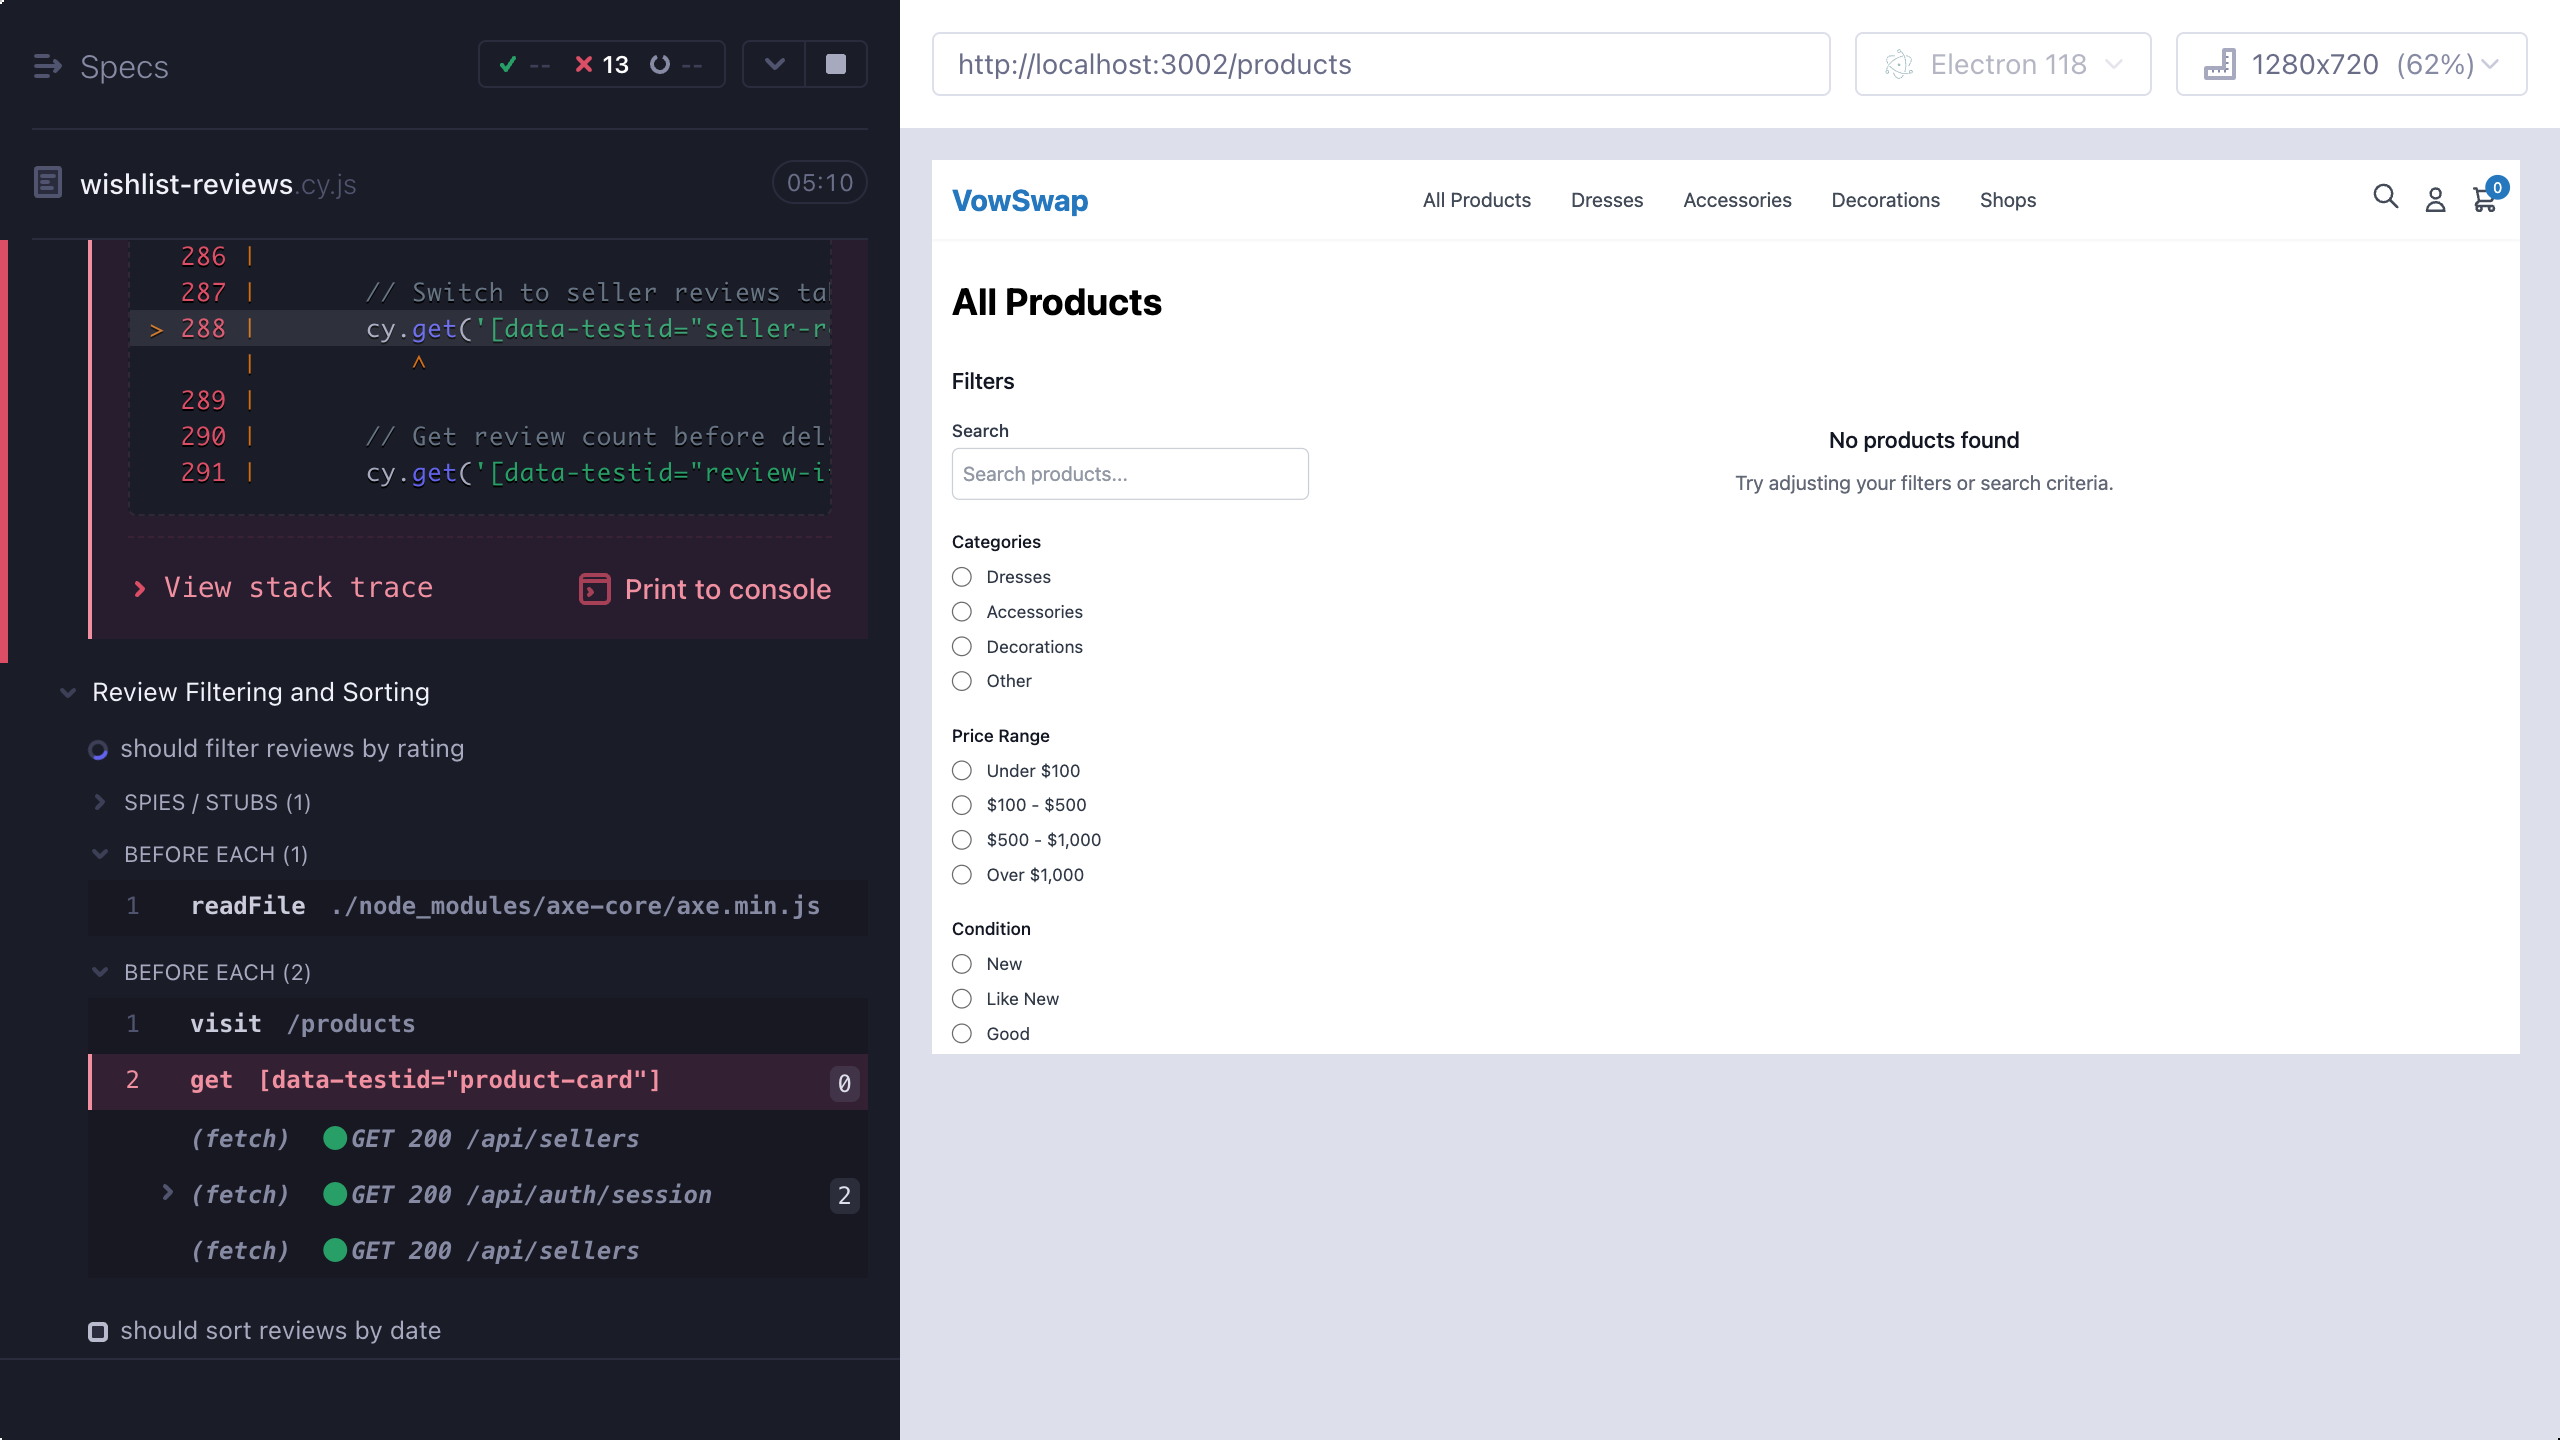 Specs
-- 13 --
wishlist-reviews.cy.js
05:10
286 |
287 | // Switch to seller reviews
> 288 | cy.get('[data-testid="seller-
| ^
289 |
290 | // Get review count before
291 | cy.get('[data-testid="review-
View stack trace
Print to console
Review Filtering and Sorting
should filter reviews by rating
SPIES / STUBS (1)
BEFORE EACH (1)
1 readFile ./node_modules/axe-core/axe.min.js
BEFORE EACH (2)
1 visit /products
2 get [data-testid="product-card"] 0
(fetch) GET 200 /api/sellers
(fetch) GET 200 /api/auth/session 2
(fetch) GET 200 /api/sellers
should sort reviews by date
http://localhost:3002/products
Electron 118
1280x720 (62%)
VowSwap
All Products
Dresses
Accessories
Decorations
Shops
0
All Products
Filters
Search
Search products...
Categories
Dresses
Accessories
Decorations
Other
Price Range
Under $100
$100 - $500
$500 - $1,000
Over $1,000
Condition
New
Like New
Good
No products found
Try adjusting your filters or search criteria.